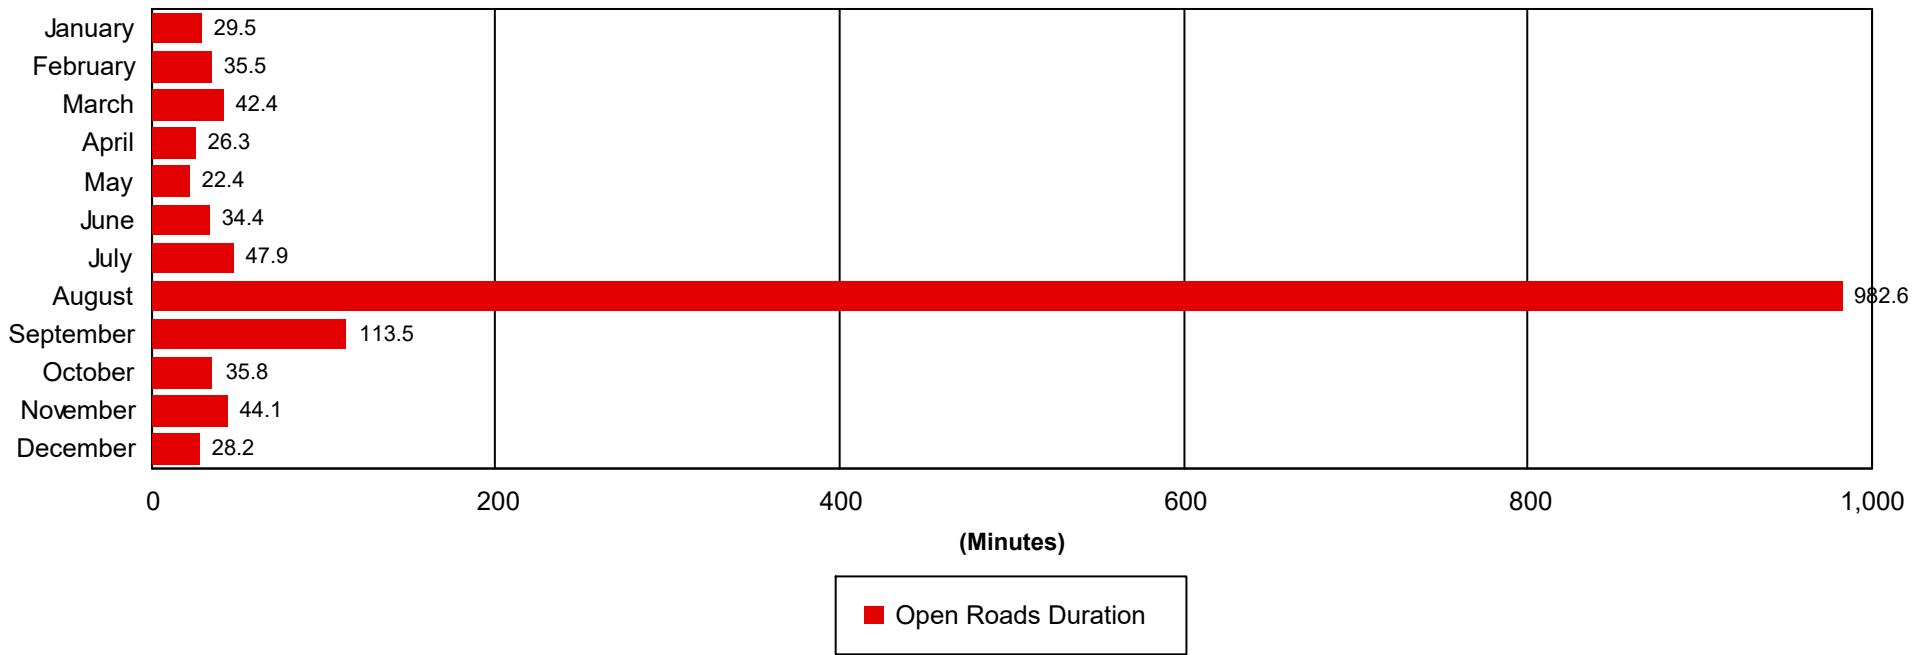 January 29.5
February 35.5
March 42.4
April 26.3
May 22.4
June 34.4
July 47.9
August 982.6
September 113.5
October 35.8
November 44.1
December 28.2
0 200 400 600 800 1,000
(Minutes)
Open Roads Duration